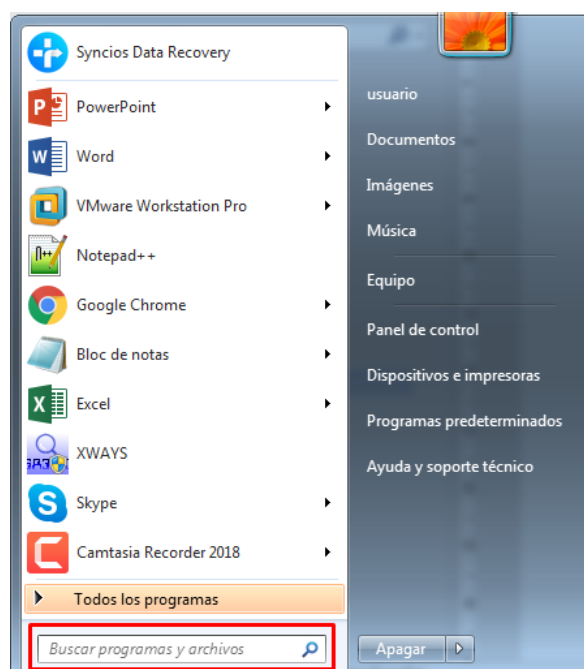 Syncios Data Recovery
PowerPoint
Word
VMware Workstation Pro
Notepad++
Google Chrome
Bloc de notas
Excel
XWAYS
Skype
Camtasia Recorder 2018
Todos los programas
Buscar programas y archivos
usuario
Documentos
Imágenes
Música
Equipo
Panel de control
Dispositivos e impresoras
Programas predeterminados
Ayuda y soporte técnico
Apagar